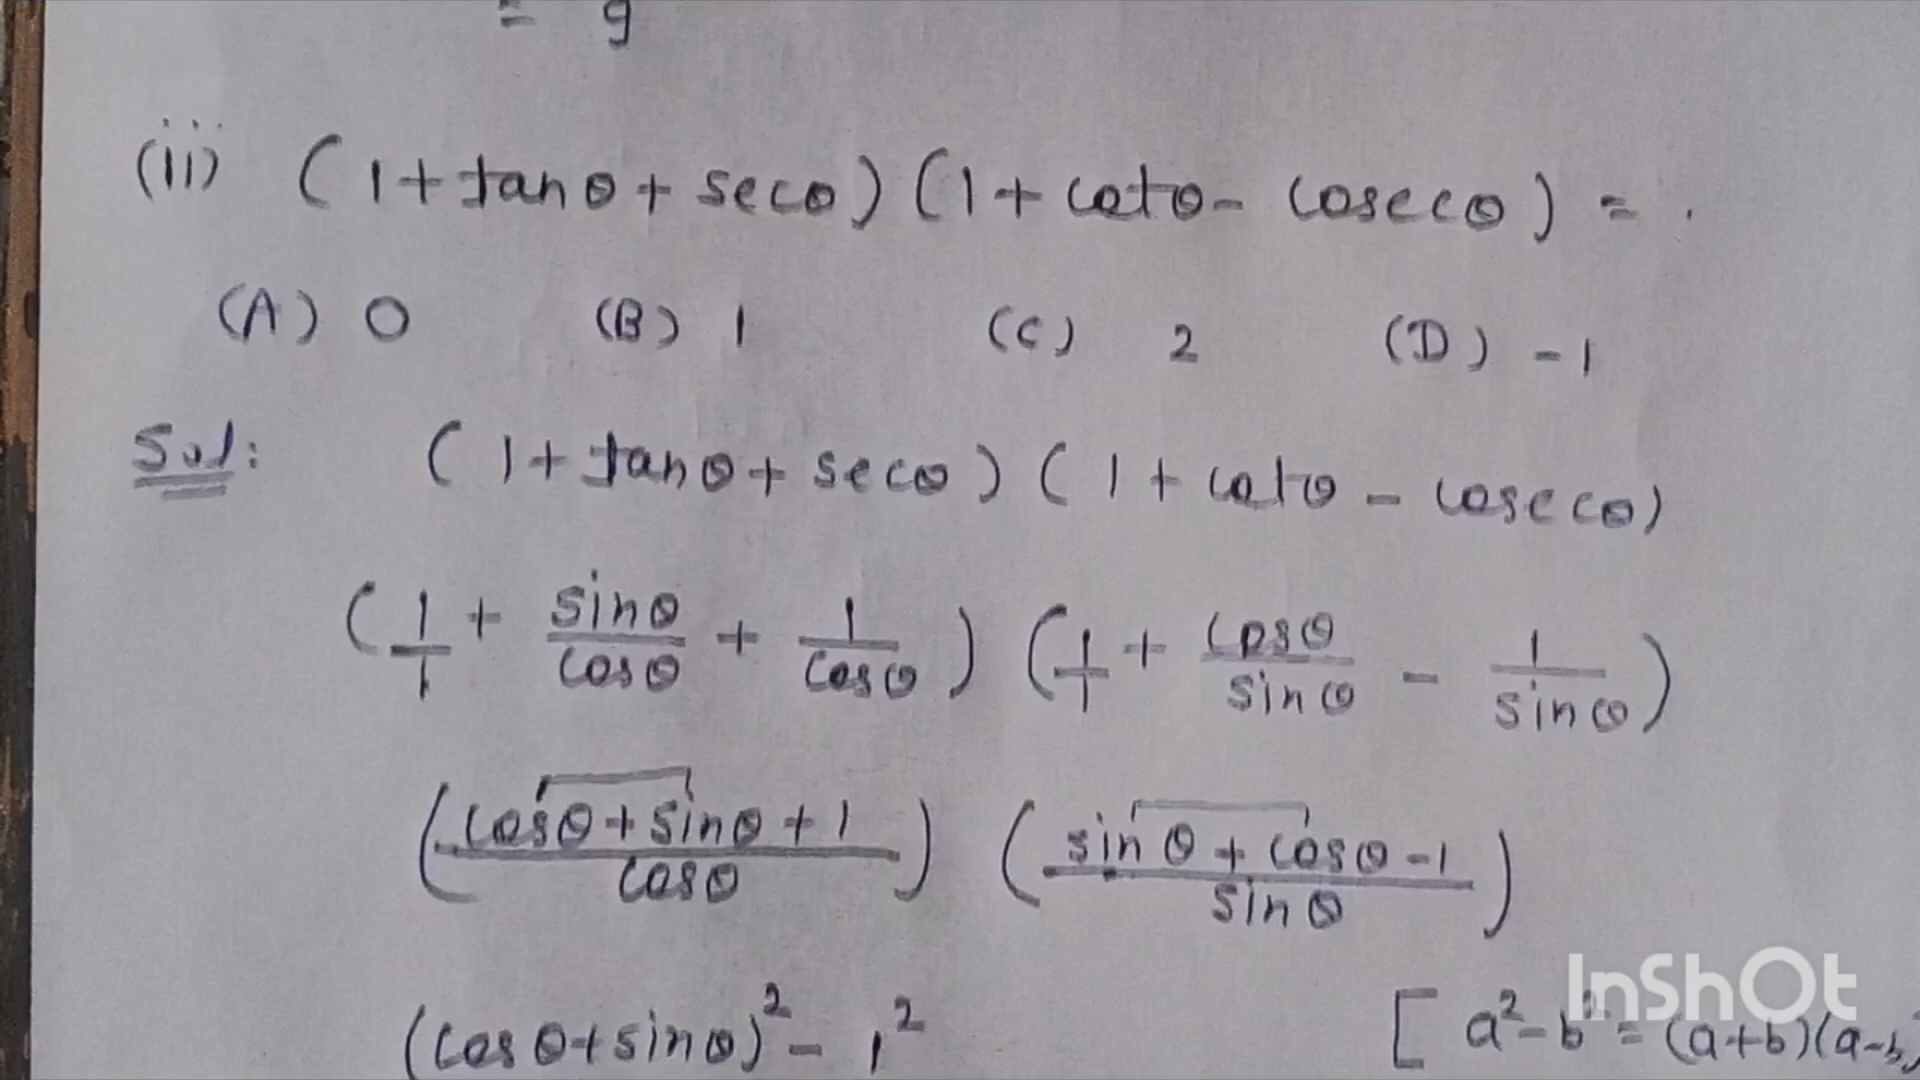 = 9
(ii) (1+tanθ+secθ)(1+cotθ-cosecθ) = .
(A) 0 (B) 1 (C) 2 (D) -1
Sol: (1+tanθ+secθ)(1+cotθ-cosecθ)
(1/1 + sinθ/cosθ + 1/cosθ)(1/1 + cosθ/sinθ - 1/sinθ)
((cosθ+sinθ+1)/cosθ)((sinθ+cosθ-1)/sinθ)
(cosθ+sinθ)² - 1² [a²-b²=(a+b)(a-b)
InShOt